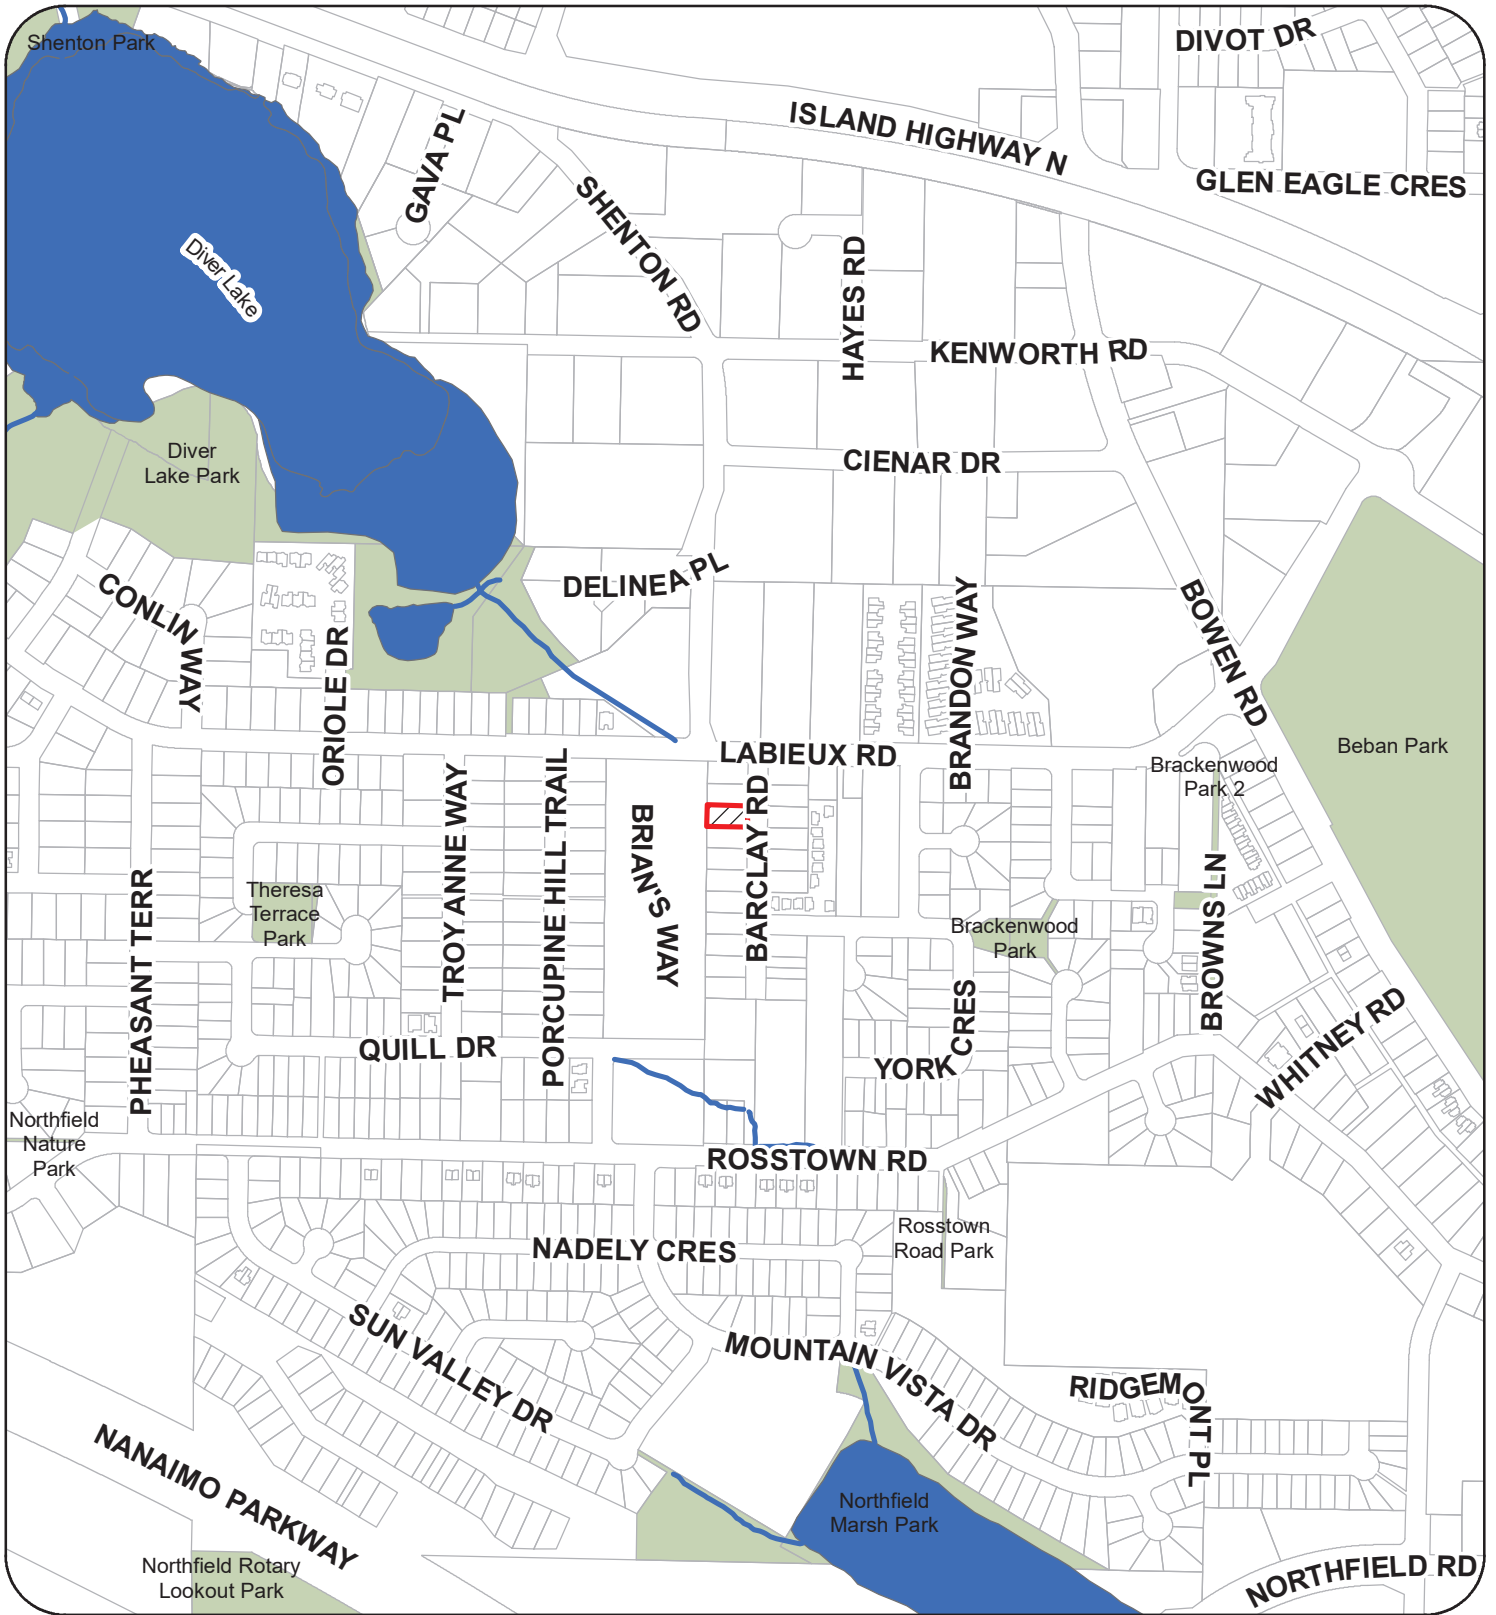 Shenton Park
DIVOT DR
ISLAND HIGHWAY N
GAVA PL
GLEN EAGLE CRES
SHENTON RD
Diver Lake
HAYES RD
KENWORTH RD
Diver
Lake Park
CIENAR DR
DELINEA PL
CONLIN WAY
BRANDON WAY
BOWEN RD
ORIOLE DR
LABIEUX RD
Beban Park
Brackenwood
Park 2
TROY ANNE WAY
PORCUPINE HILL TRAIL
BRIAN'S WAY
BARCLAY RD
PHEASANT TERR
Theresa
Terrace
Park
BROWNS LN
Brackenwood
Park
QUILL DR
YORK CRES
WHITNEY RD
Northfield
Nature
Park
ROSSTOWN RD
Rosstown
Road Park
NADELY CRES
SUN VALLEY DR
MOUNTAIN VISTA DR
RIDGEMONT PL
NANAIMO PARKWAY
Northfield
Marsh Park
Northfield Rotary
Lookout Park
NORTHFIELD RD